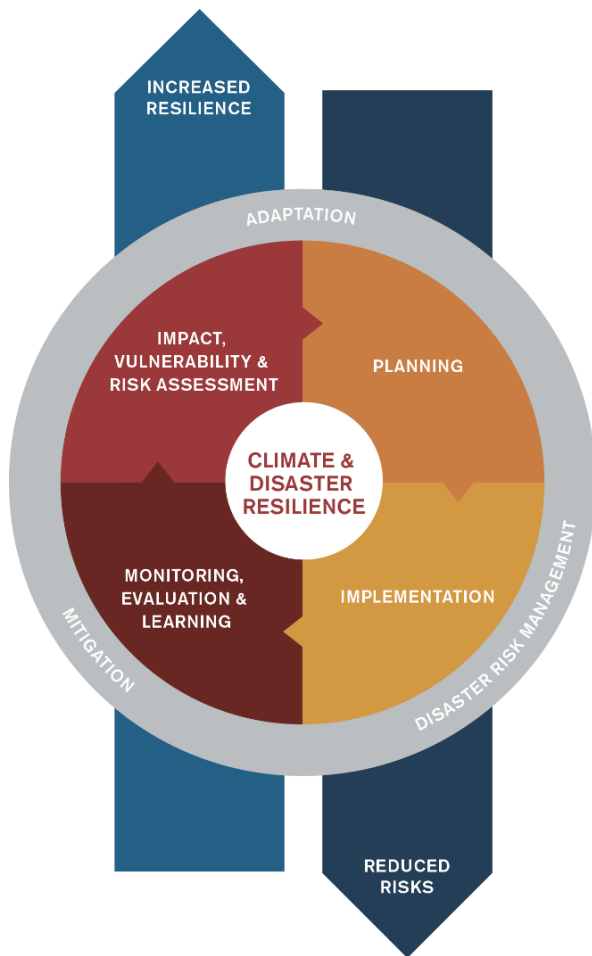 INCREASED
RESILIENCE
ADAPTATION
IMPACT,
VULNERABILITY &
RISK ASSESSMENT
PLANNING
CLIMATE &
DISASTER
RESILIENCE
MONITORING,
EVALUATION &
LEARNING
IMPLEMENTATION
MITIGATION
DISASTER RISK MANAGEMENT
REDUCED
RISKS